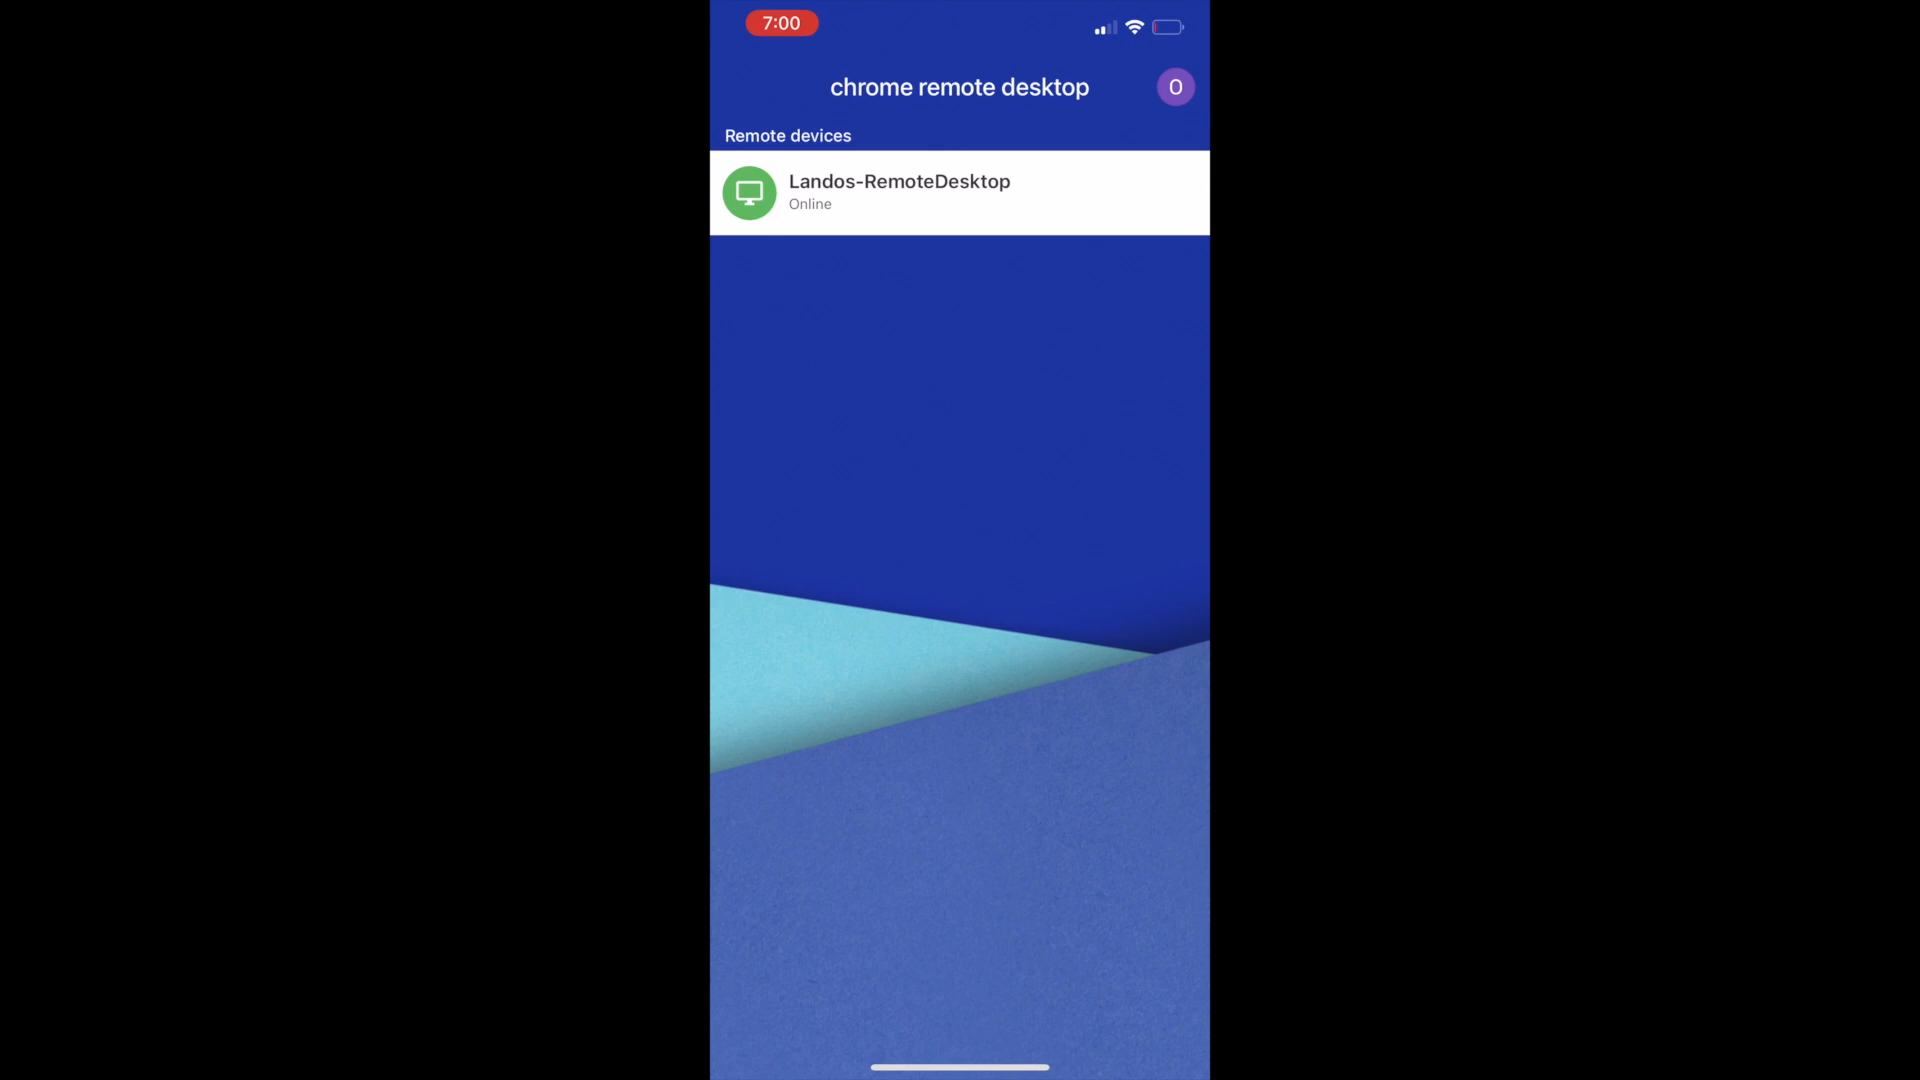 7:00
chrome remote desktop
O
Remote devices
Landos-RemoteDesktop
Online